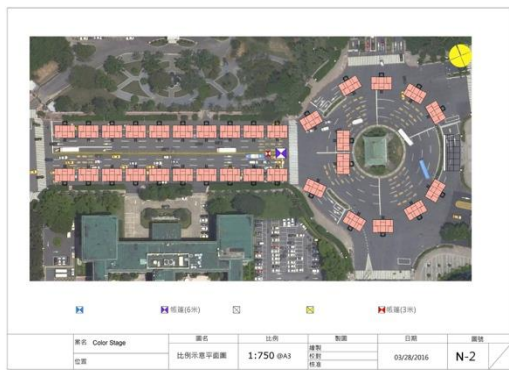 帳篷(6米)
帳篷(3米)
案名 Color Stage
位置
圖名
比例示意平面圖
比例
1:750 @A3
製圖
繪製
校對
核准
日期
03/28/2016
圖號
N-2